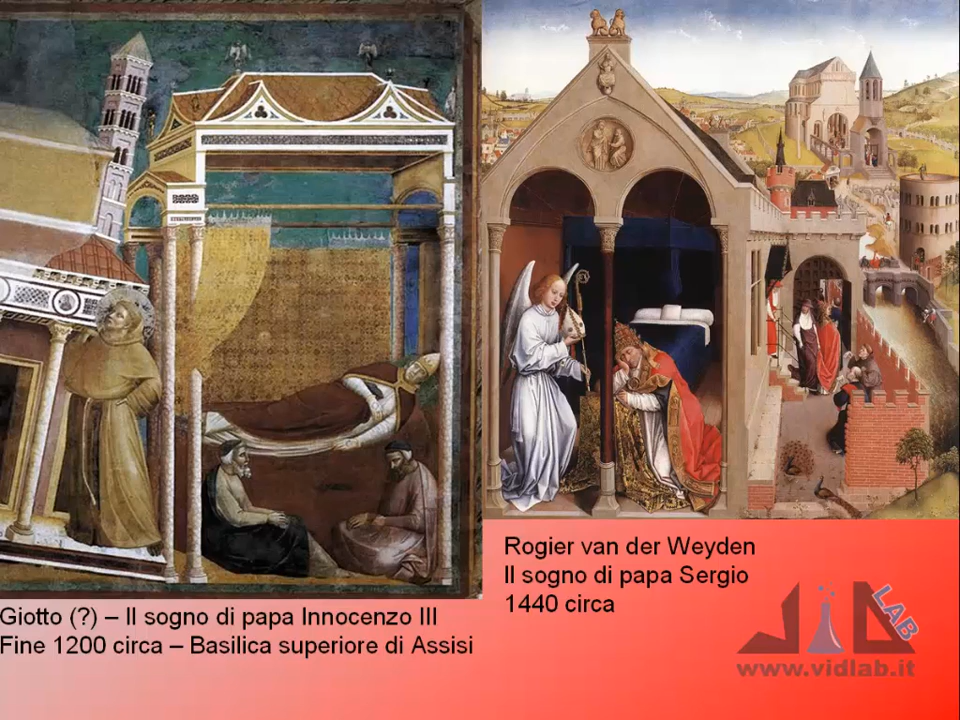 Giotto (?) – Il sogno di papa Innocenzo III
Fine 1200 circa – Basilica superiore di Assisi
Rogier van der Weyden
Il sogno di papa Sergio
1440 circa
VID LAB
www.vidlab.it